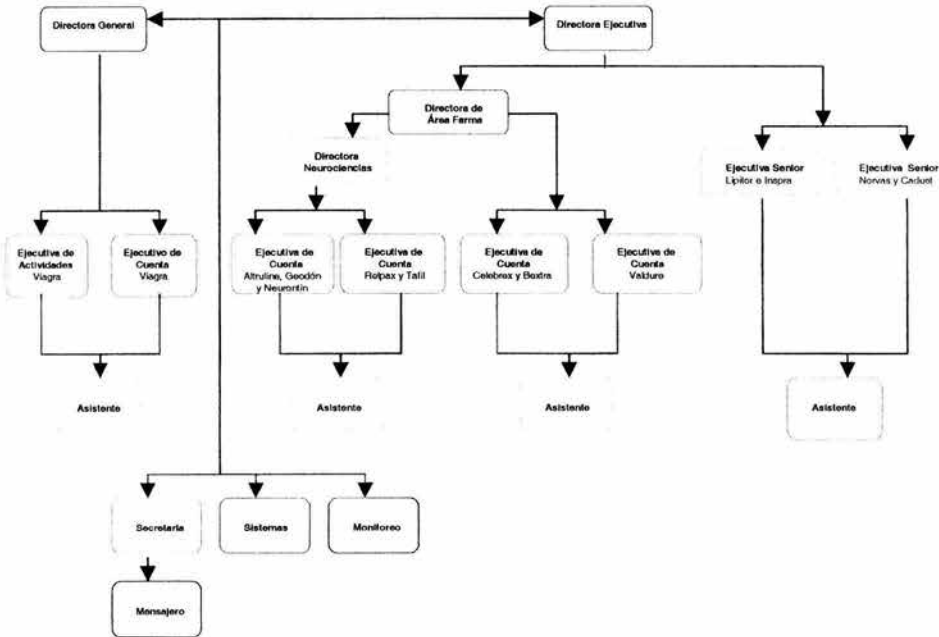 Directora General
Directora Ejecutiva
Directora de
Área Farma
Directora
Neurociencias
Ejecutiva Senior
Lipitor e Inspra
Ejecutiva Senior
Norvas y Caduet
Ejecutiva de
Actividades
Viagra
Ejecutivo de
Cuenta
Viagra
Ejecutiva de
Cuenta
Altruline, Geodón
y Neurontin
Ejecutiva de
Cuenta
Relpax y Tafil
Ejecutiva de
Cuenta
Celebrex y Bextra
Ejecutiva de
Cuenta
Valdure
Asistente
Asistente
Asistente
Asistente
Secretaria
Sistemas
Monitoreo
Mensajero